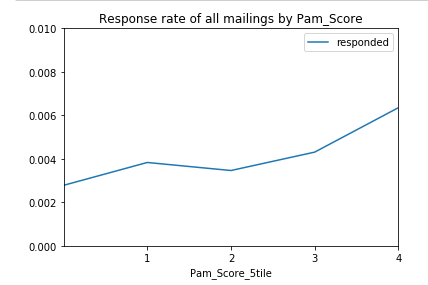 Response rate of all mailings by Pam_Score
responded
0.010
0.008
0.006
0.004
0.002
0.000
1 2 3 4
Pam_Score_5tile